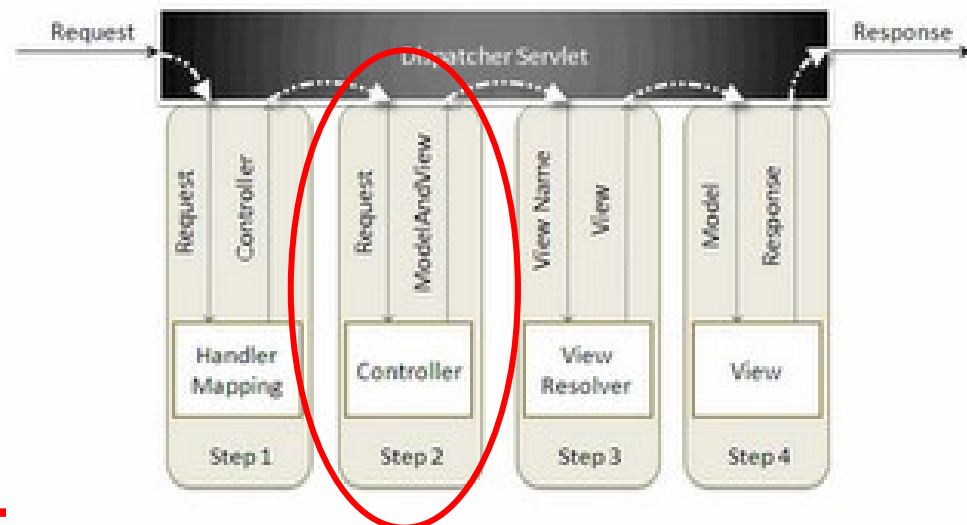 Request
Dispatcher Servlet
Response
Request
Controller
Handler
Mapping
Step 1
Request
ModelAndView
Controller
Step 2
View Name
View
View
Resolver
Step 3
Model
Response
View
Step 4